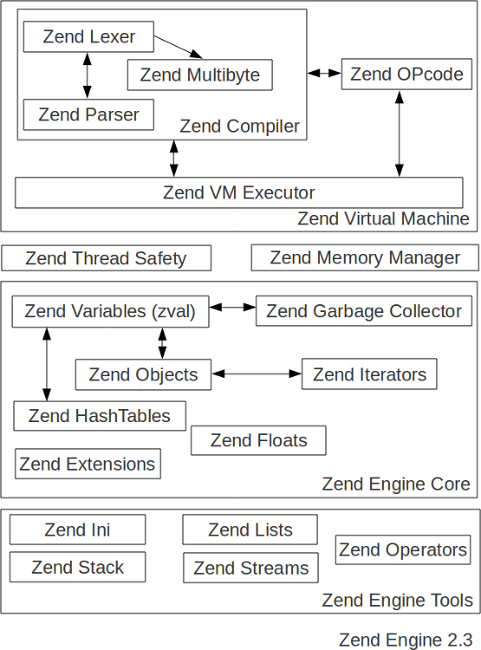 Zend Lexer
Zend Multibyte
Zend OPcode
Zend Parser
Zend Compiler
Zend VM Executor
Zend Virtual Machine
Zend Thread Safety
Zend Memory Manager
Zend Variables (zval)
Zend Garbage Collector
Zend Objects
Zend Iterators
Zend HashTables
Zend Floats
Zend Extensions
Zend Engine Core
Zend Ini
Zend Lists
Zend Operators
Zend Stack
Zend Streams
Zend Engine Tools
Zend Engine 2.3